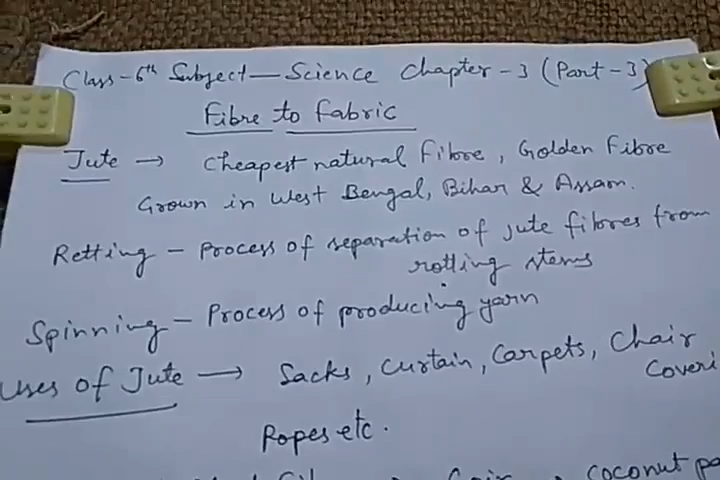 Class-6th Subject — Science Chapter-3 (Part-3)
Fibre to Fabric
Jute → Cheapest natural Fibre, Golden Fibre
Grown in West Bengal, Bihar & Assam.
Retting - Process of separation of jute fibres from
rotting stems
Spinning - Process of producing yarn
Uses of Jute → Sacks, Curtain, Carpets, Chair
Coveri
Ropes etc.
Coir → coconut